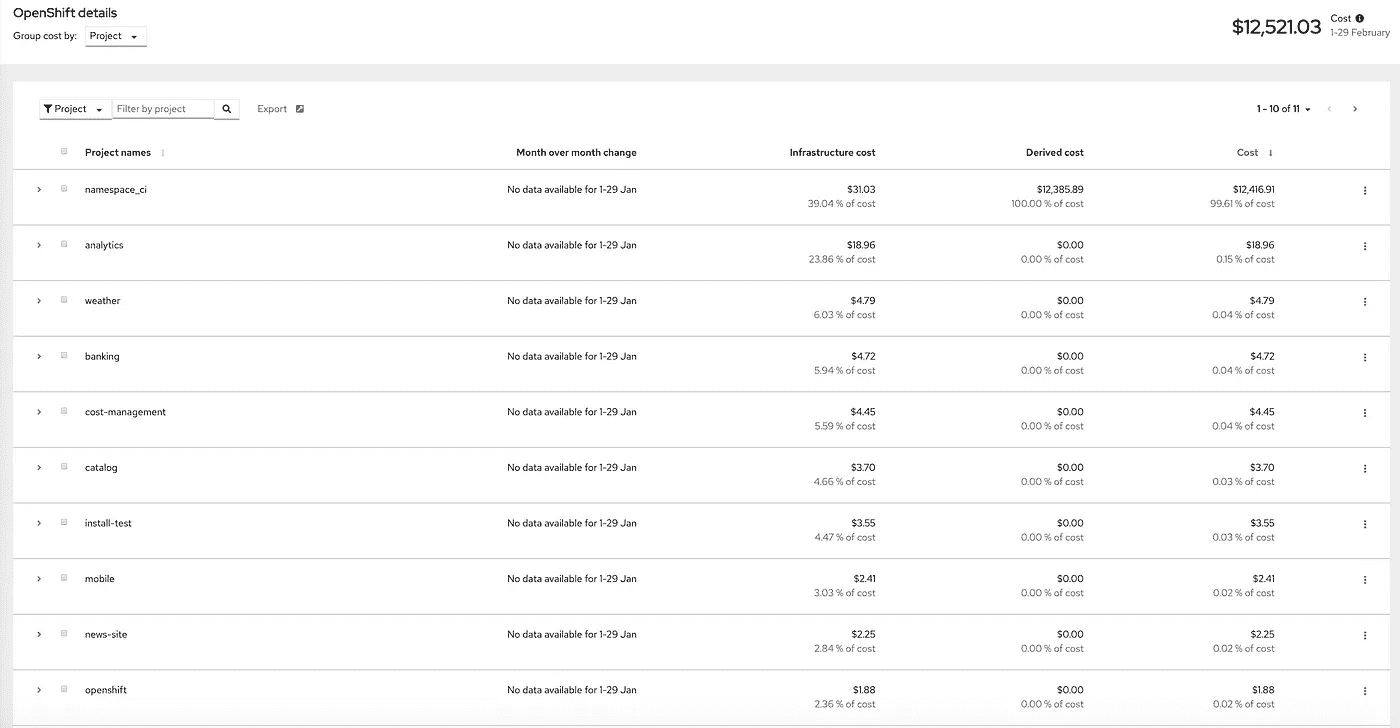 OpenShift details
Group cost by: Project
$12,521.03 Cost
1-29 February
Project Filter by project Export 1 - 10 of 11
Project names Month over month change Infrastructure cost Derived cost Cost
namespace_ci No data available for 1-29 Jan $31.03 $12,385.89 $12,416.91
39.04 % of cost 100.00 % of cost 99.61 % of cost
analytics No data available for 1-29 Jan $18.96 $0.00 $18.96
23.86 % of cost 0.00 % of cost 0.15 % of cost
weather No data available for 1-29 Jan $4.79 $0.00 $4.79
6.03 % of cost 0.00 % of cost 0.04 % of cost
banking No data available for 1-29 Jan $4.72 $0.00 $4.72
5.94 % of cost 0.00 % of cost 0.04 % of cost
cost-management No data available for 1-29 Jan $4.45 $0.00 $4.45
5.59 % of cost 0.00 % of cost 0.04 % of cost
catalog No data available for 1-29 Jan $3.70 $0.00 $3.70
4.66 % of cost 0.00 % of cost 0.03 % of cost
install-test No data available for 1-29 Jan $3.55 $0.00 $3.55
4.47 % of cost 0.00 % of cost 0.03 % of cost
mobile No data available for 1-29 Jan $2.41 $0.00 $2.41
3.03 % of cost 0.00 % of cost 0.02 % of cost
news-site No data available for 1-29 Jan $2.25 $0.00 $2.25
2.84 % of cost 0.00 % of cost 0.02 % of cost
openshift No data available for 1-29 Jan $1.88 $0.00 $1.88
2.36 % of cost 0.00 % of cost 0.02 % of cost